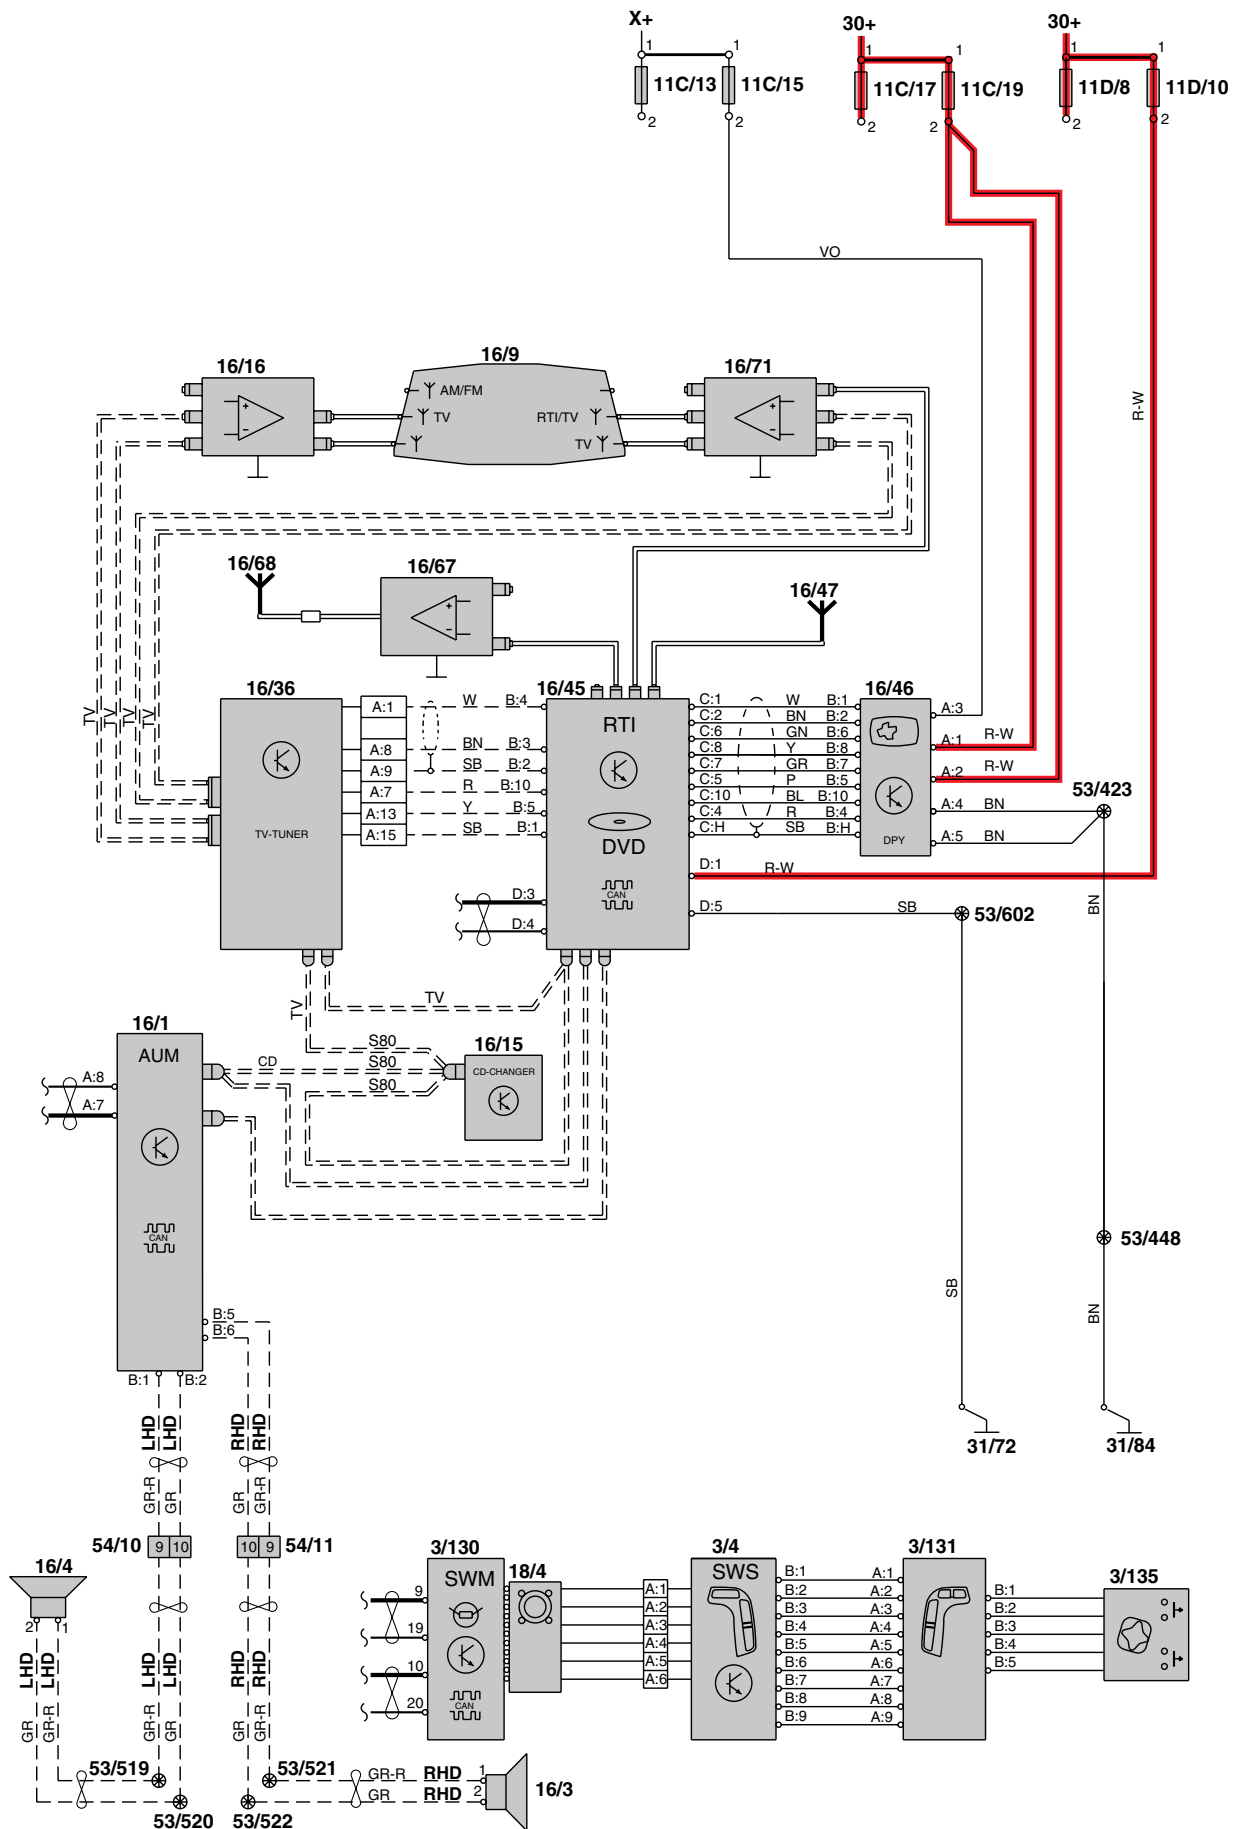 X+
30+
30+
1
1
1
1
1
1
11C/13
11C/15
11C/17
11C/19
11D/8
11D/10
2
2
2
2
2
2
VO
R-W
16/16
16/9
16/71
AM/FM
TV
RTI/TV
TV
+
-
+
-
16/68
16/67
16/47
+
-
TV
TV
TV
TV
16/36
16/45
16/46
TV-TUNER
A:1
W
B:4
A:8
BN
B:3
A:9
SB
B:2
A:7
R
B:10
A:13
Y
B:5
A:15
SB
B:1
RTI
DVD
CAN
C:1
W
B:1
C:2
BN
B:2
C:6
GN
B:6
C:8
Y
B:8
C:7
GR
B:7
C:5
P
B:5
C:10
BL
B:10
C:4
R
B:4
C:H
SB
B:H
DPY
A:3
A:1
R-W
A:2
R-W
A:4
BN
A:5
BN
53/423
D:1
R-W
D:3
D:4
D:5
SB
53/602
BN
TV
TV
16/1
AUM
CAN
A:8
A:7
CD
S80
S80
S80
16/15
CD-CHANGER
53/448
SB
BN
B:5
B:6
B:1
B:2
31/72
31/84
LHD
LHD
RHD
RHD
GR-R
GR
GR
GR-R
54/10
9
10
10
9
54/11
16/4
2
1
LHD
LHD
GR
GR-R
LHD
LHD
GR-R
GR
RHD
RHD
GR
GR-R
53/519
53/520
53/521
53/522
GR-R
RHD
1
GR
RHD
2
16/3
3/130
SWM
CAN
9
19
10
20
18/4
A:1
A:2
A:3
A:4
A:5
A:6
3/4
SWS
B:1
A:1
B:2
A:2
B:3
A:3
B:4
A:4
B:5
A:5
B:6
A:6
B:7
A:7
B:8
A:8
B:9
A:9
3/131
B:1
B:2
B:3
B:4
B:5
3/135